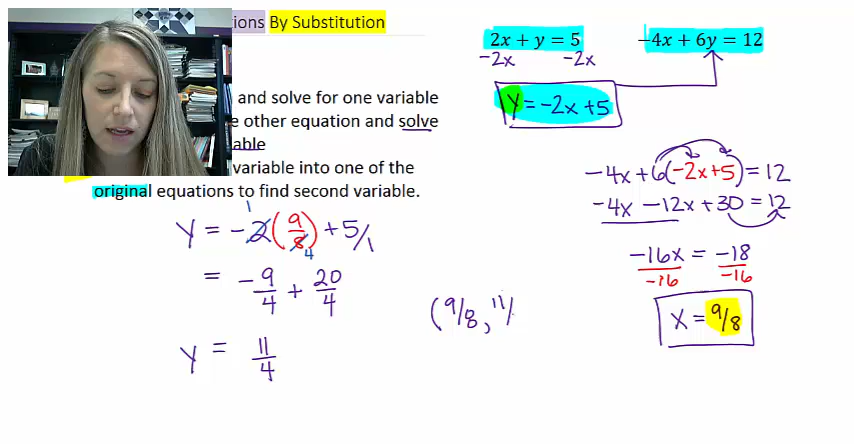 ions By Substitution
and solve for one variable
e other equation and solve
able
variable into one of the
original equations to find second variable.
2x + y = 5
-2x -2x
y = -2x + 5
-4x + 6y = 12
-4x + 6(-2x+5) = 12
-4x - 12x + 30 = 12
-16x = -18
-16 -16
x = 9/8
y = -2(9/8) + 5/1
1 4
= -9/4 + 20/4
y = 11/4
(9/8, 11/